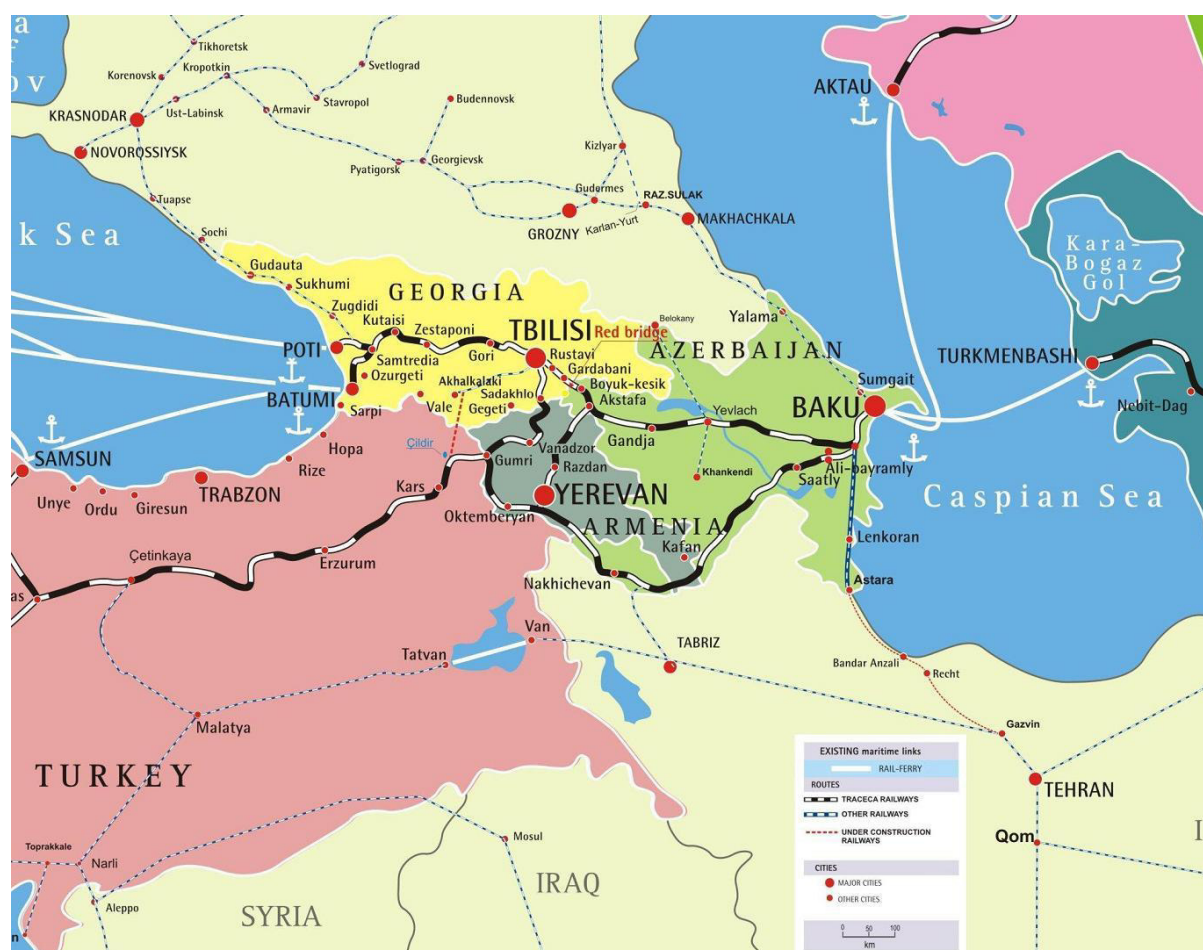 a
f
ov
Tikhoretsk
Korenovsk
Kropotkin
Svetlograd
Ust-Labinsk
Stavropol
Armavir
Budennovsk
KRASNODAR
NOVOROSSIYSK
Pyatigorsk
Georgievsk
Kizlyar
Gudermes
RAZ.SULAK
GROZNY
Karlan-Yurt
MAKHACHKALA
AKTAU
Tuapse
Sochi
k Sea
Kara-
Bogaz
Gol
Gudauta
Sukhumi
GEORGIA
Zugdidi
Kutaisi
Zestaponi
TBILISI
Red bridge
Belokany
Yalama
AZERBAIJAN
POTI
Samtredia
Gori
Rustavi
Gardabani
TURKMENBASHI
Ozurgeti
Akhalkalaki
Boyuk-kesik
Sumgait
BATUMI
Sadakhlo
Akstafa
BAKU
Nebit-Dag
Sarpi
Vale
Gegeti
Yevlach
Hopa
Çildir
Vanadzor
Gandja
SAMSUN
Rize
Gumri
Razdan
Khankendi
Ali-bayramly
Saatly
TRABZON
Kars
YEREVAN
Caspian Sea
Unye
Ordu
Giresun
Oktemberyan
ARMENIA
Kafan
Lenkoran
Çetinkaya
Erzurum
Nakhichevan
Astara
as
Van
TABRIZ
Tatvan
Bandar Anzali
Recht
Malatya
Gazvin
TURKEY
TEHRAN
Qom
I
Mosul
Toprakkale
Narli
Aleppo
IRAQ
SYRIA
n
EXISTING maritime links
RAIL-FERRY
ROUTES
TRACECA RAILWAYS
OTHER RAILWAYS
UNDER CONSTRUCTION
RAILWAYS
CITIES
MAJOR CITIES
OTHER CITIES
0 50 100
km